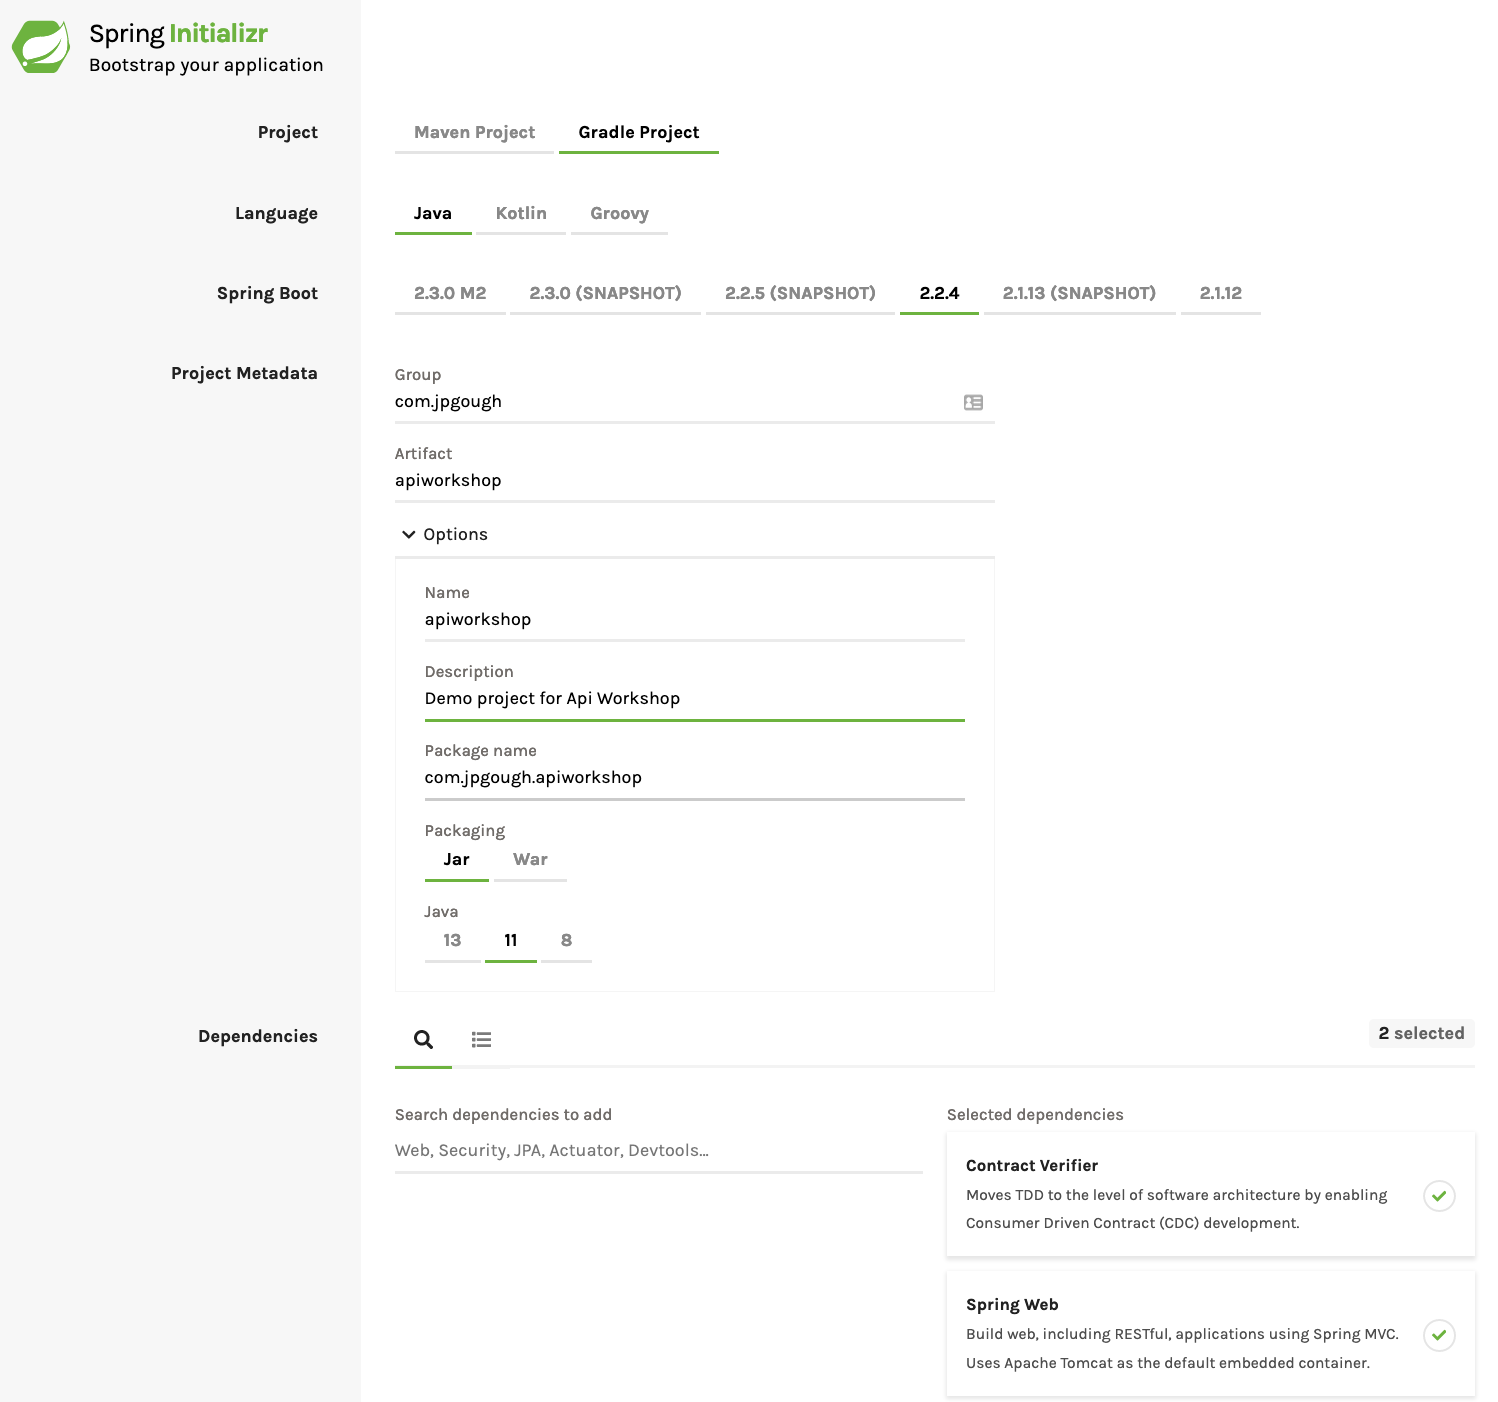 Spring Initializr
Bootstrap your application
Project
Maven Project Gradle Project
Language
Java Kotlin Groovy
Spring Boot
2.3.0 M2 2.3.0 (SNAPSHOT) 2.2.5 (SNAPSHOT) 2.2.4 2.1.13 (SNAPSHOT) 2.1.12
Project Metadata
Group
com.jpgough
Artifact
apiworkshop
Options
Name
apiworkshop
Description
Demo project for Api Workshop
Package name
com.jpgough.apiworkshop
Packaging
Jar War
Java
13 11 8
Dependencies
2 selected
Search dependencies to add
Web, Security, JPA, Actuator, Devtools...
Selected dependencies
Contract Verifier
Moves TDD to the level of software architecture by enabling
Consumer Driven Contract (CDC) development.
Spring Web
Build web, including RESTful, applications using Spring MVC.
Uses Apache Tomcat as the default embedded container.